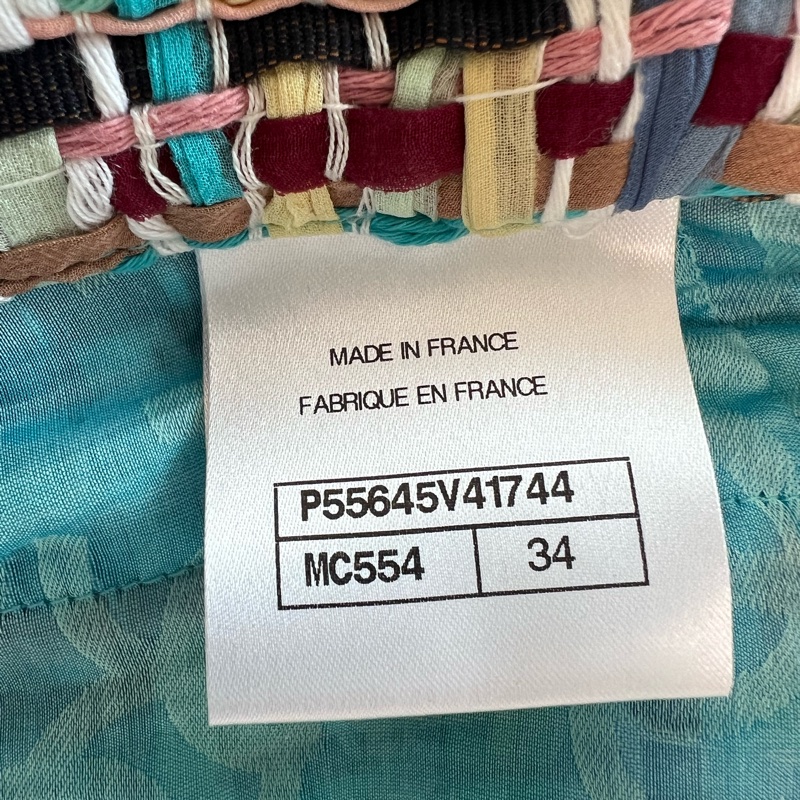 MADE IN FRANCE
FABRIQUE EN FRANCE
P55645V41744
MC554 34